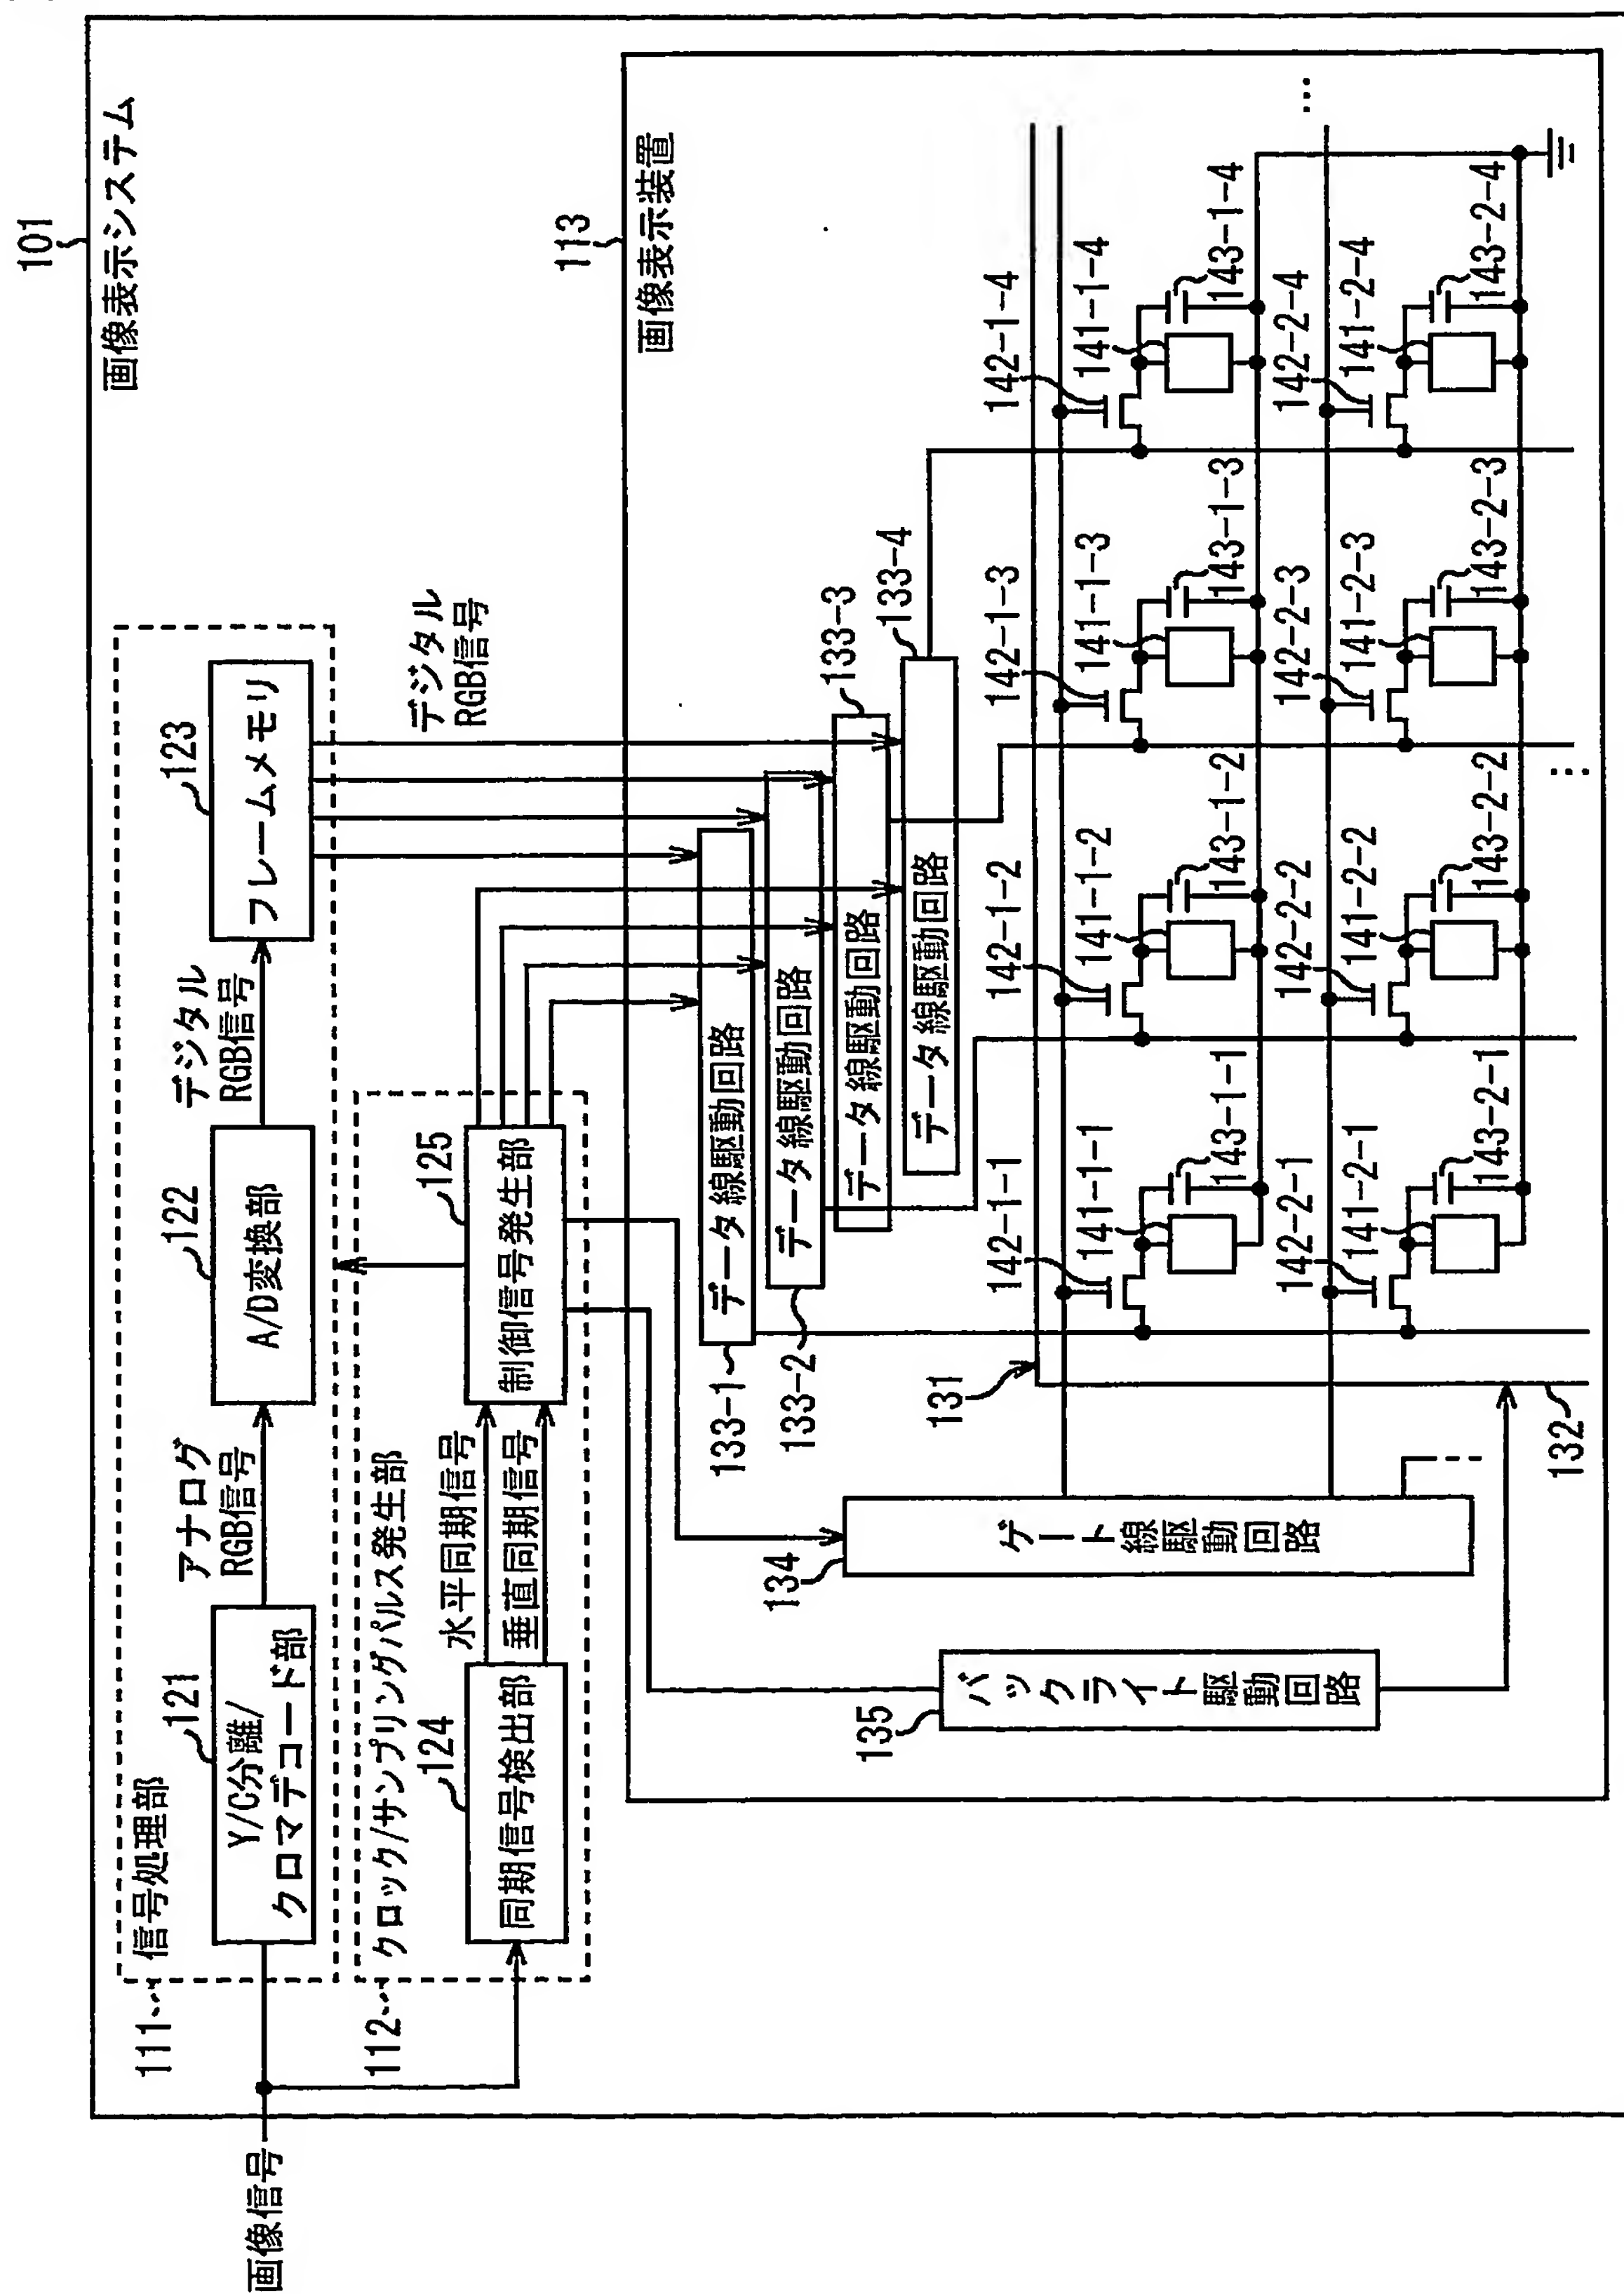 101
画像表示システム
111
信号処理部
画像信号
121
Y/C分離/
クロマデコード部
アナログ
RGB信号
122
A/D変換部
デジタル
RGB信号
123
フレームメモリ
112
クロック/サンプリングパルス発生部
124
同期信号検出部
水平同期信号
垂直同期信号
125
制御信号発生部
デジタル
RGB信号
113
画像表示装置
133-1
データ線駆動回路
133-2
データ線駆動回路
133-3
データ線駆動回路
133-4
データ線駆動回路
135
バックライト駆動回路
134
ゲート線駆動回路
131
132
142-1-1
141-1-1
143-1-1
142-1-2
141-1-2
143-1-2
142-1-3
141-1-3
143-1-3
142-1-4
141-1-4
143-1-4
142-2-1
141-2-1
143-2-1
142-2-2
141-2-2
143-2-2
142-2-3
141-2-3
143-2-3
142-2-4
141-2-4
143-2-4